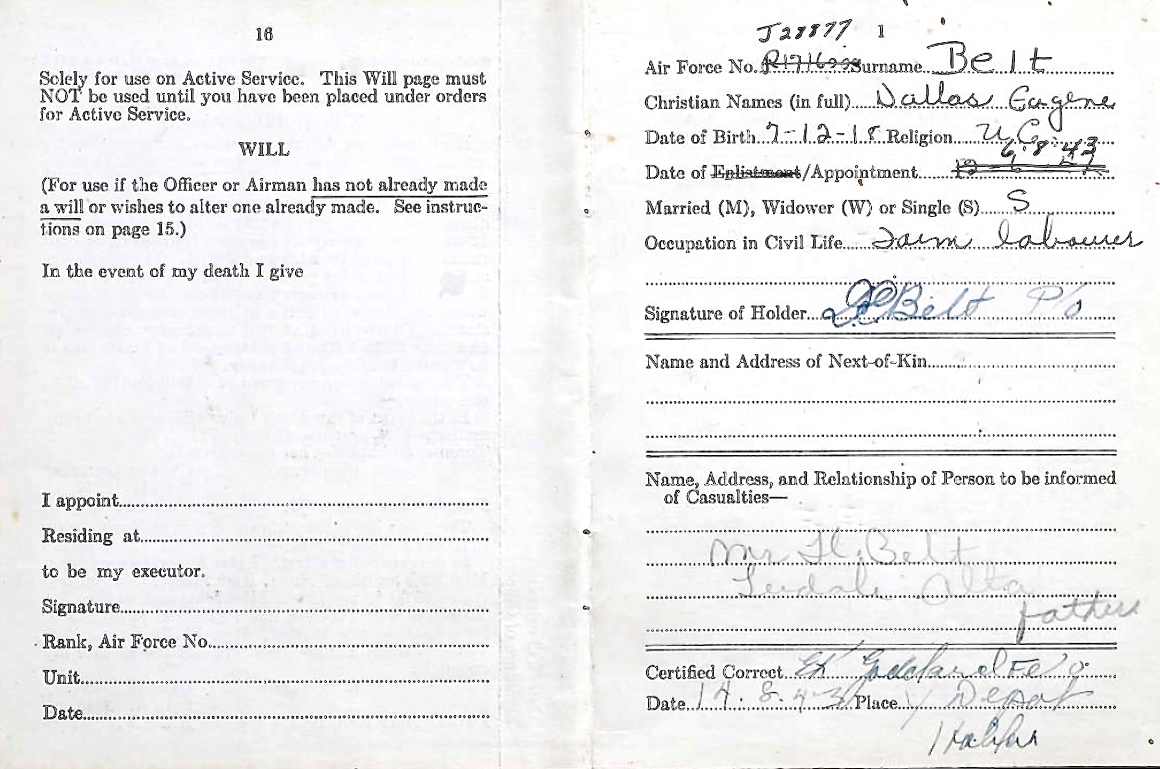 16
Solely for use on Active Service. This Will page must
NOT be used until you have been placed under orders
for Active Service.
WILL
(For use if the Officer or Airman has not already made
a will or wishes to alter one already made. See instruc-
tions on page 15.)
In the event of my death I give
I appoint
Residing at
to be my executor.
Signature
Rank, Air Force No.
Unit
Date
J28877 1
Air Force No. Surname Belt
Christian Names (in full) Dallas Eugene
Date of Birth 7-12-18 Religion U.C.
6.8.43
Date of Enlistment/Appointment
Married (M), Widower (W) or Single (S) S
Occupation in Civil Life Farm labourer
Signature of Holder Belt P/o
Name and Address of Next-of-Kin
Name, Address, and Relationship of Person to be informed
of Casualties—
Mr. Belt
Alta
father
Certified Correct
Date 14.8.43 Place Y Depot
Halifax